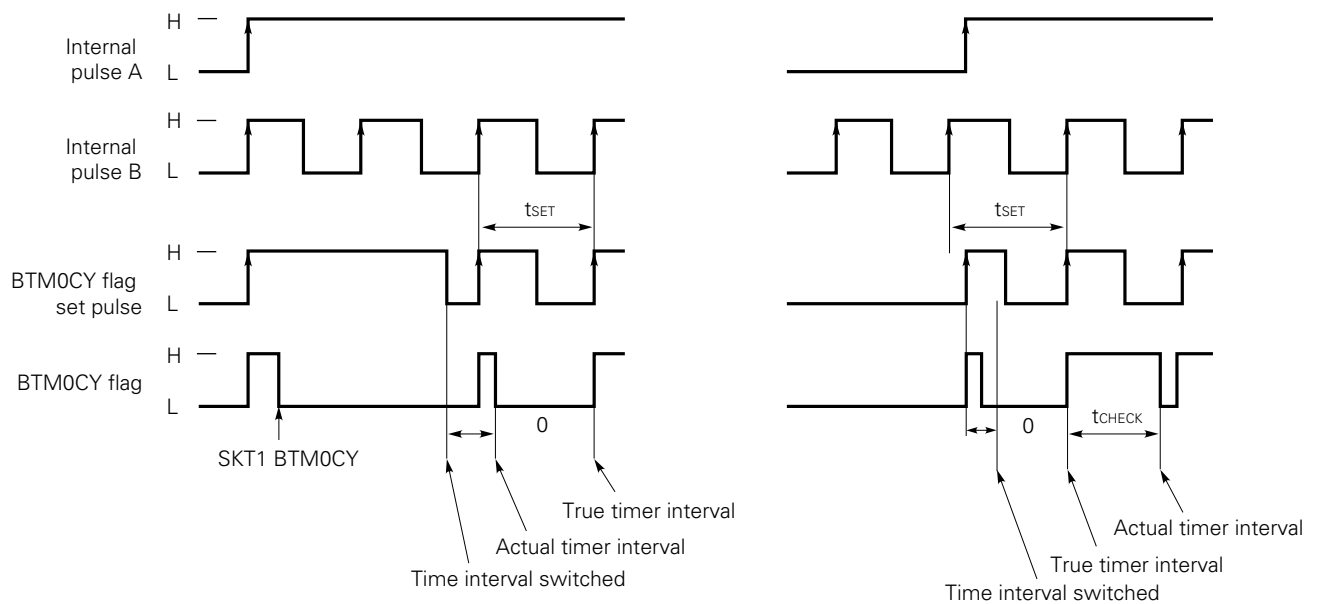 H
Internal
pulse A
L
H
Internal
pulse B
L
tSET
tSET
H
BTM0CY flag
set pulse
L
H
BTM0CY flag
L
0
0
tCHECK
SKT1 BTM0CY
True timer interval
Actual timer interval
Time interval switched
Actual timer interval
True timer interval
Time interval switched